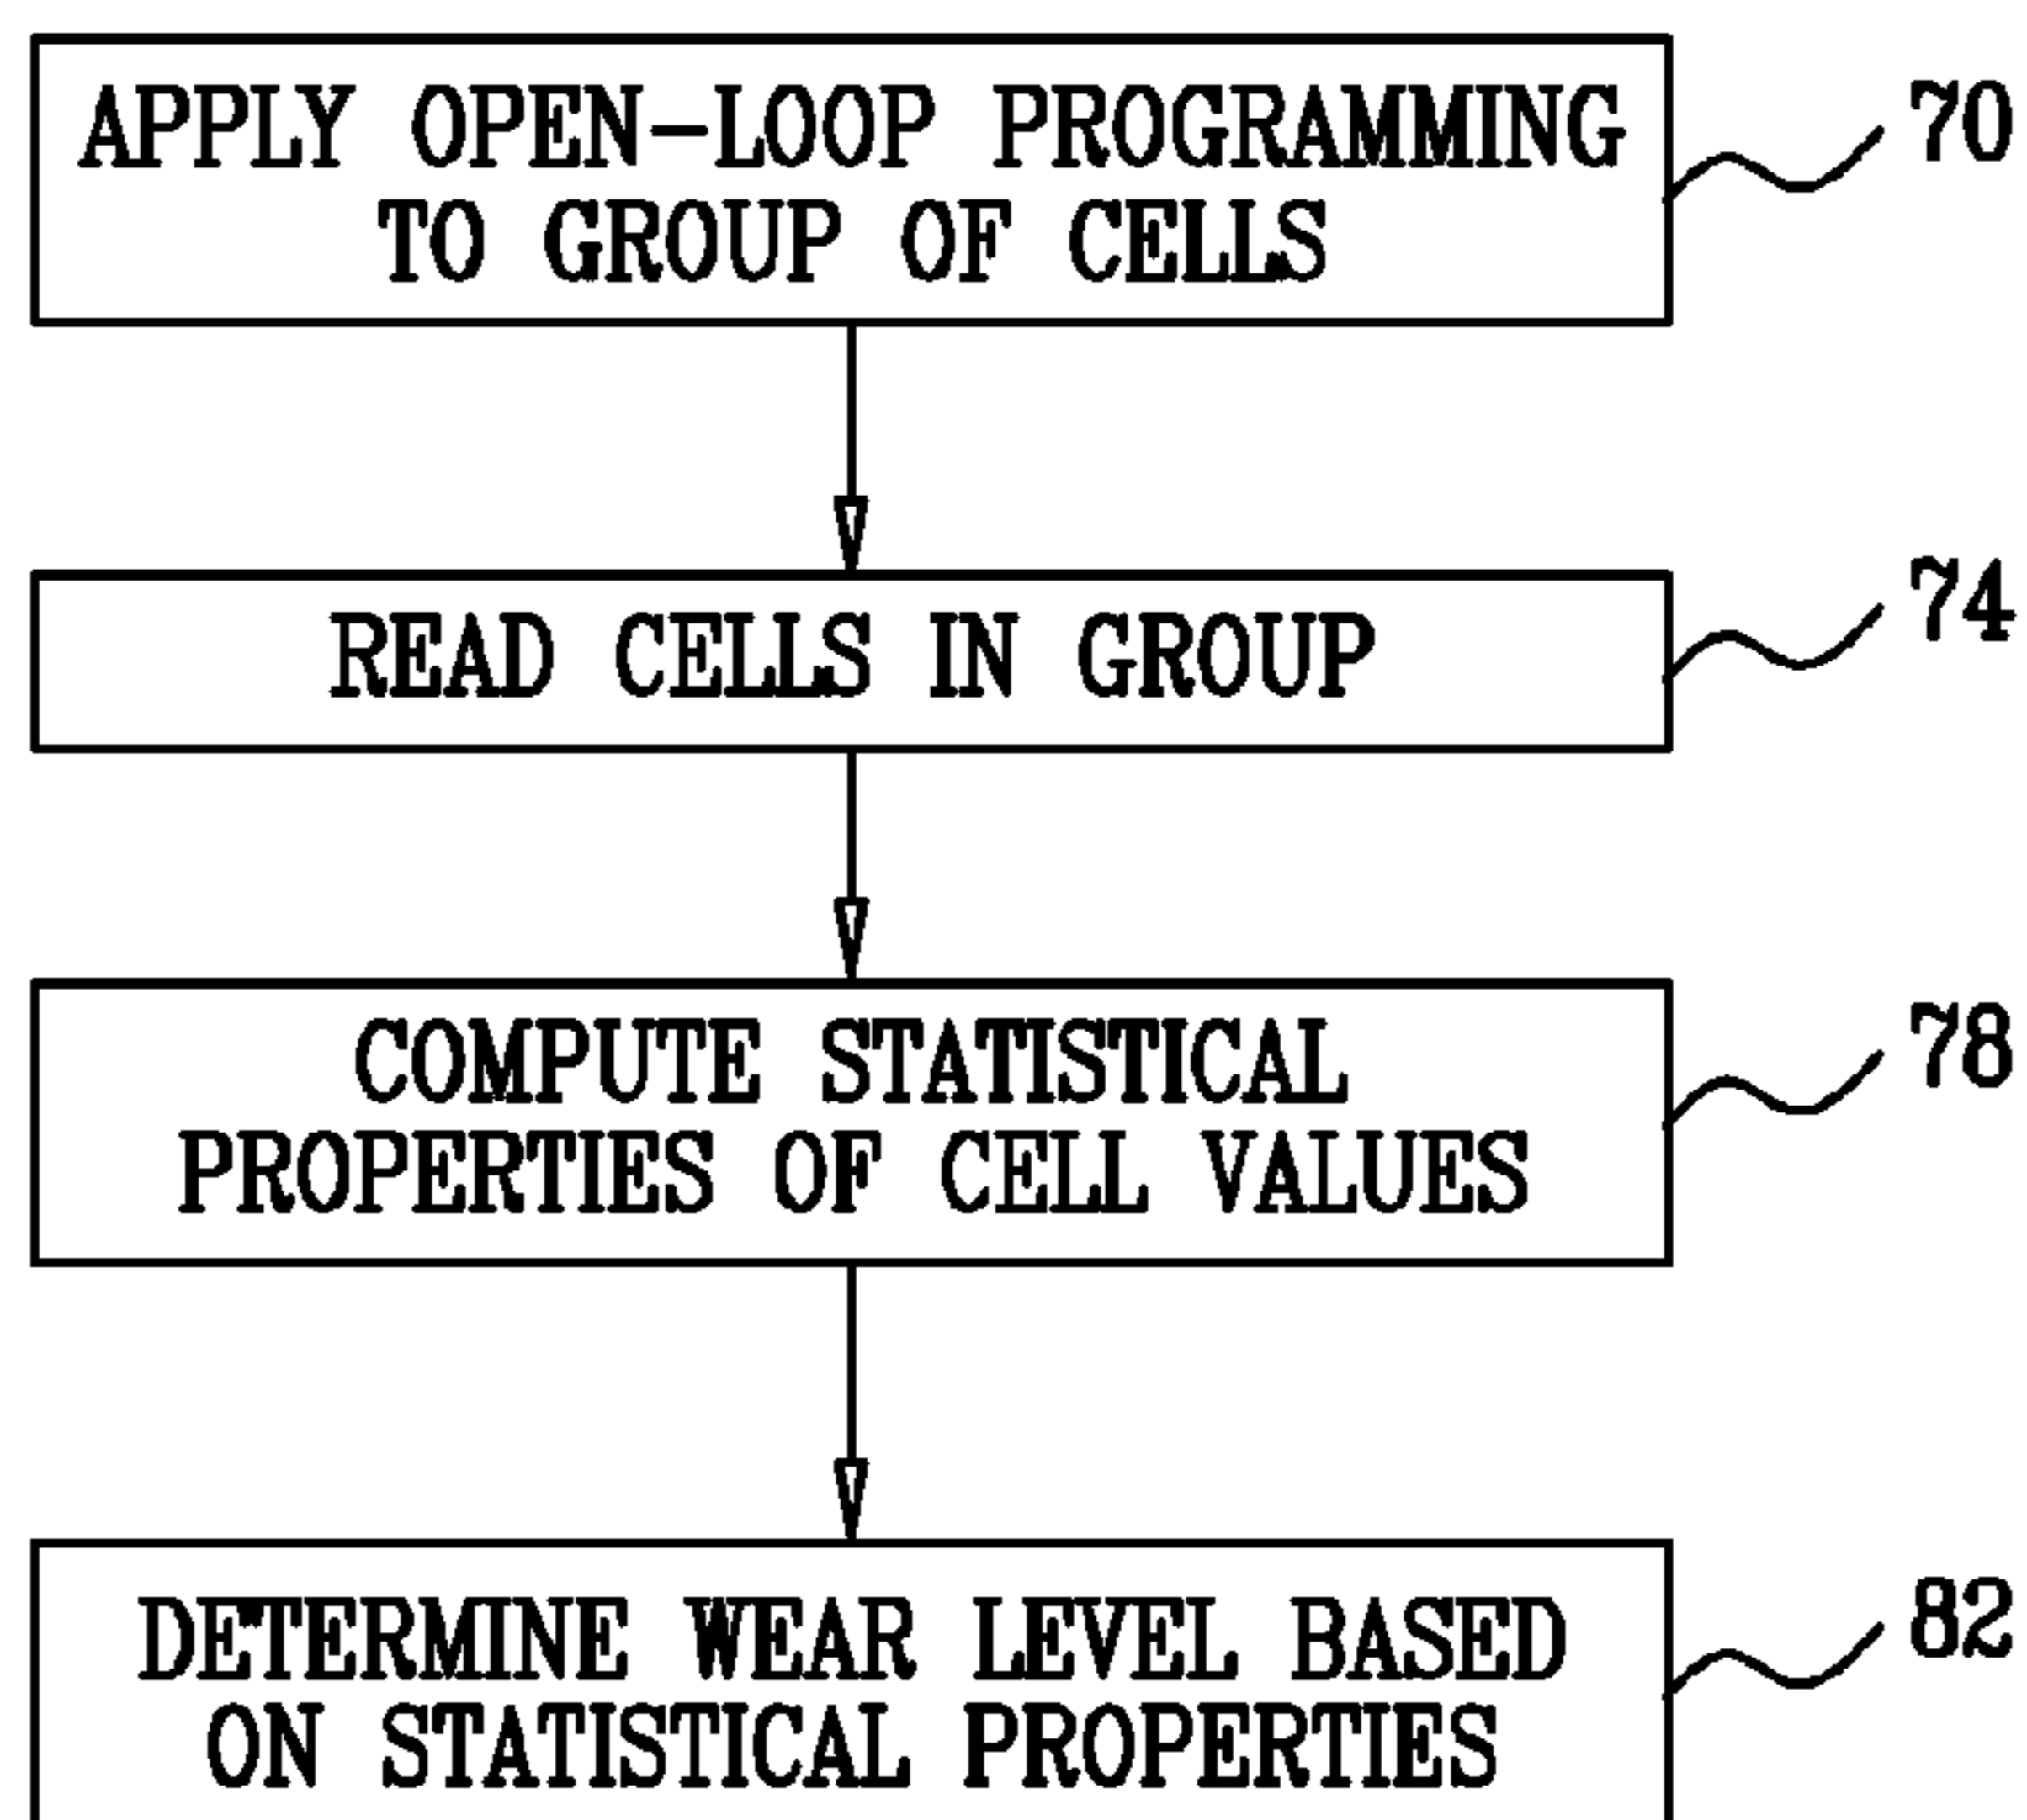 APPLY OPEN-LOOP PROGRAMMING
TO GROUP OF CELLS
70
READ CELLS IN GROUP
74
COMPUTE STATISTICAL
PROPERTIES OF CELL VALUES
78
DETERMINE WEAR LEVEL BASED
ON STATISTICAL PROPERTIES
82